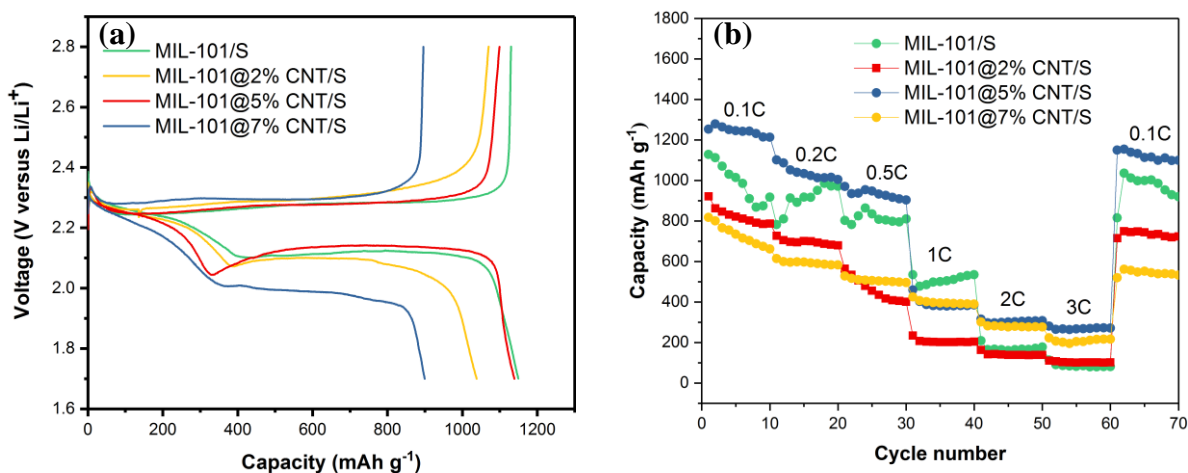 (a)
MIL-101/S
MIL-101@2% CNT/S
MIL-101@5% CNT/S
MIL-101@7% CNT/S
Voltage (V versus Li/Li+)
2.8
2.6
2.4
2.2
2.0
1.8
1.6
0 200 400 600 800 1000 1200
Capacity (mAh g-1)
(b)
MIL-101/S
MIL-101@2% CNT/S
MIL-101@5% CNT/S
MIL-101@7% CNT/S
0.1C
0.2C
0.5C
1C
2C
3C
0.1C
Capacity (mAh g-1)
1800
1600
1400
1200
1000
800
600
400
200
0
0 10 20 30 40 50 60 70
Cycle number